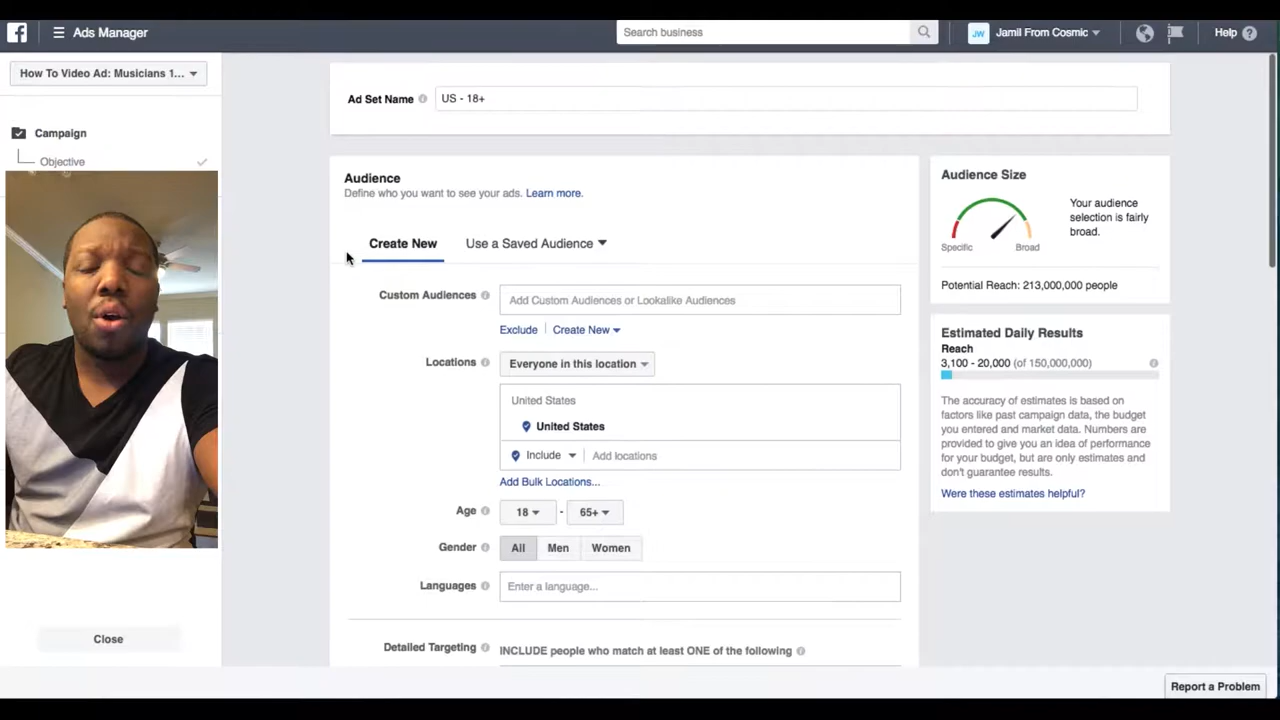 Ads Manager
Search business
JW
Jamil From Cosmic
Help
How To Video Ad: Musicians 1...
Campaign
Objective
Close
Ad Set Name
US - 18+
Audience
Define who you want to see your ads. Learn more.
Create New
Use a Saved Audience
Custom Audiences
Add Custom Audiences or Lookalike Audiences
Exclude
Create New
Locations
Everyone in this location
United States
United States
Include
Add locations
Add Bulk Locations...
Age
18 - 65+
Gender
All
Men
Women
Languages
Enter a language...
Detailed Targeting
INCLUDE people who match at least ONE of the following
Audience Size
Your audience
selection is fairly
broad.
Specific
Broad
Potential Reach: 213,000,000 people
Estimated Daily Results
Reach
3,100 - 20,000 (of 150,000,000)
The accuracy of estimates is based on
factors like past campaign data, the budget
you entered and market data. Numbers are
provided to give you an idea of performance
for your budget, but are only estimates and
don't guarantee results.
Were these estimates helpful?
Report a Problem